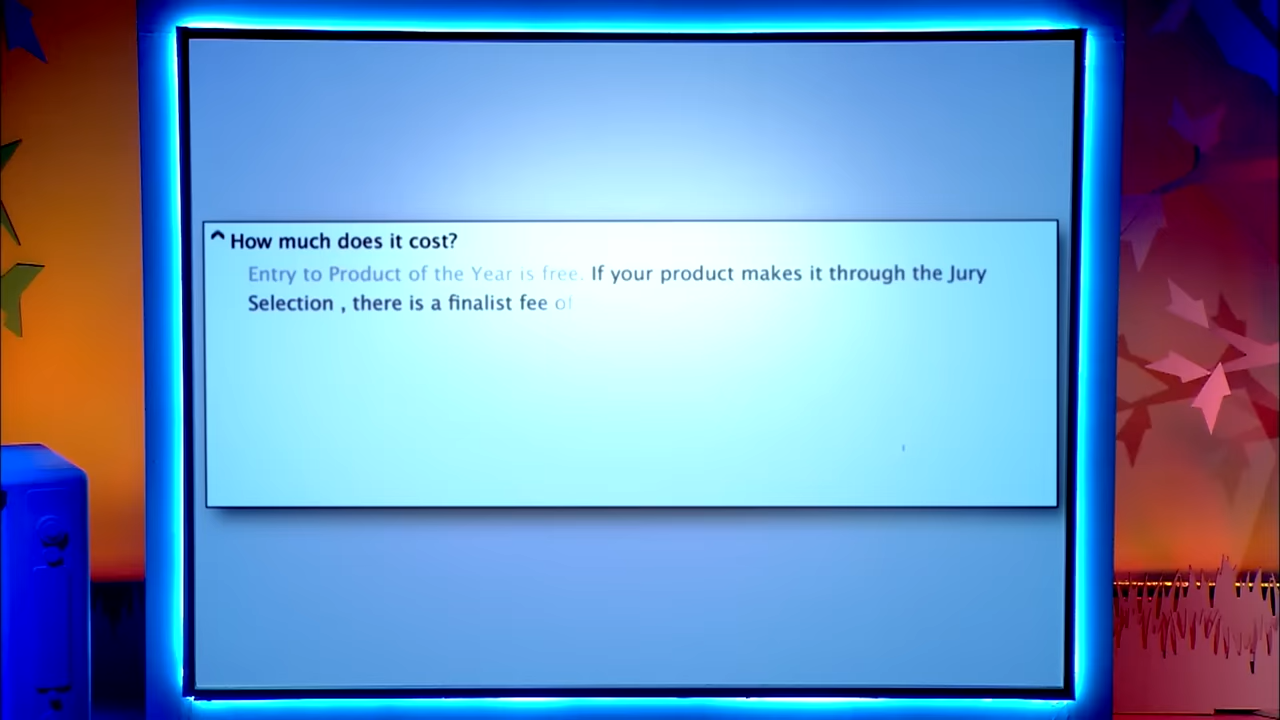 ^ How much does it cost?
Entry to Product of the Year is free. If your product makes it through the Jury
Selection , there is a finalist fee of